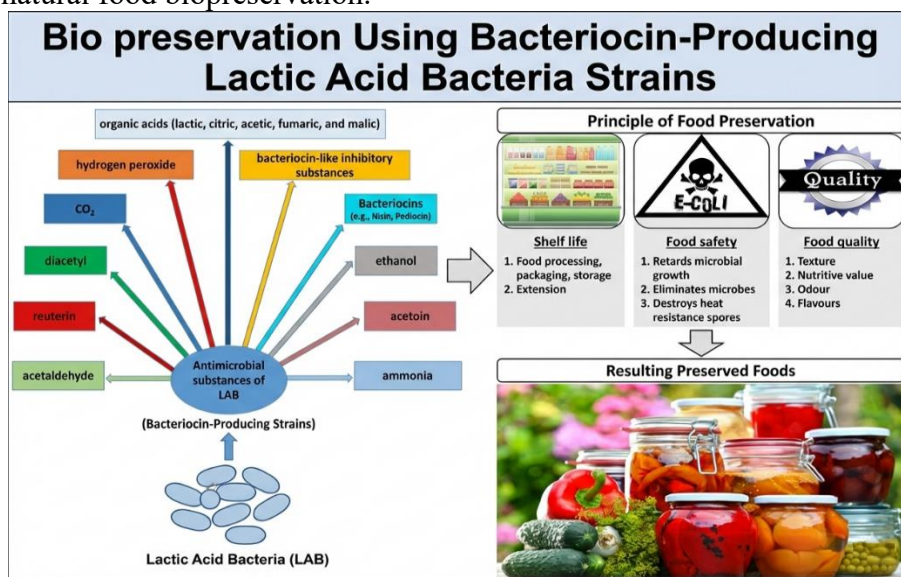 natural food biopreservation.
Bio preservation Using Bacteriocin-Producing
Lactic Acid Bacteria Strains
organic acids (lactic, citric, acetic, fumaric, and malic)
hydrogen peroxide
bacteriocin-like inhibitory
substances
CO₂
Bacteriocins
(e.g., Nisin, Pediocin)
diacetyl
ethanol
reuterin
acetoin
acetaldehyde
Antimicrobial
substances of
LAB
ammonia
(Bacteriocin-Producing Strains)
Lactic Acid Bacteria (LAB)
Principle of Food Preservation
E-COLI
Quality
Shelf life
1. Food processing,
packaging, storage
2. Extension
Food safety
1. Retards microbial
growth
2. Eliminates microbes
3. Destroys heat
resistance spores
Food quality
1. Texture
2. Nutritive value
3. Odour
4. Flavours
Resulting Preserved Foods